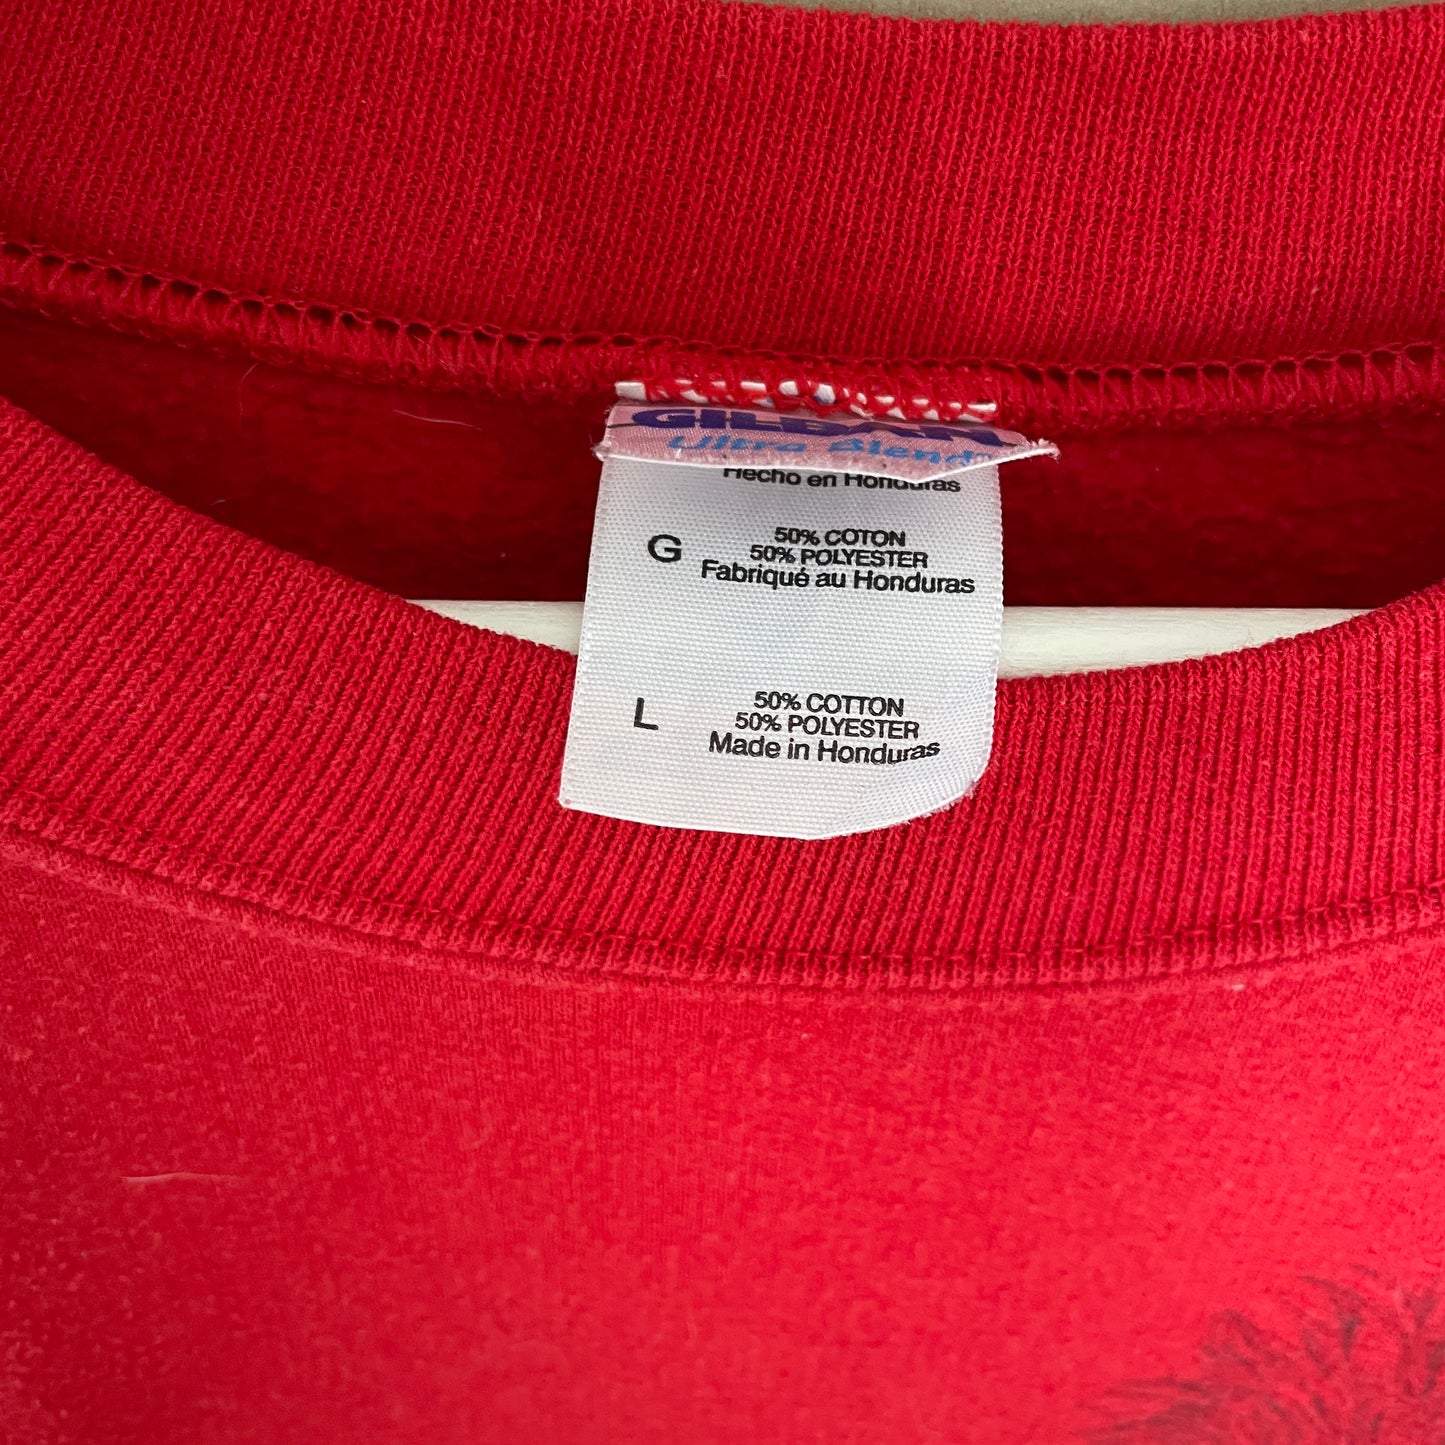 GILDAN
Ultra Blend®
Hecho en Honduras
G
50% COTON
50% POLYESTER
Fabriqué au Honduras
L
50% COTTON
50% POLYESTER
Made in Honduras